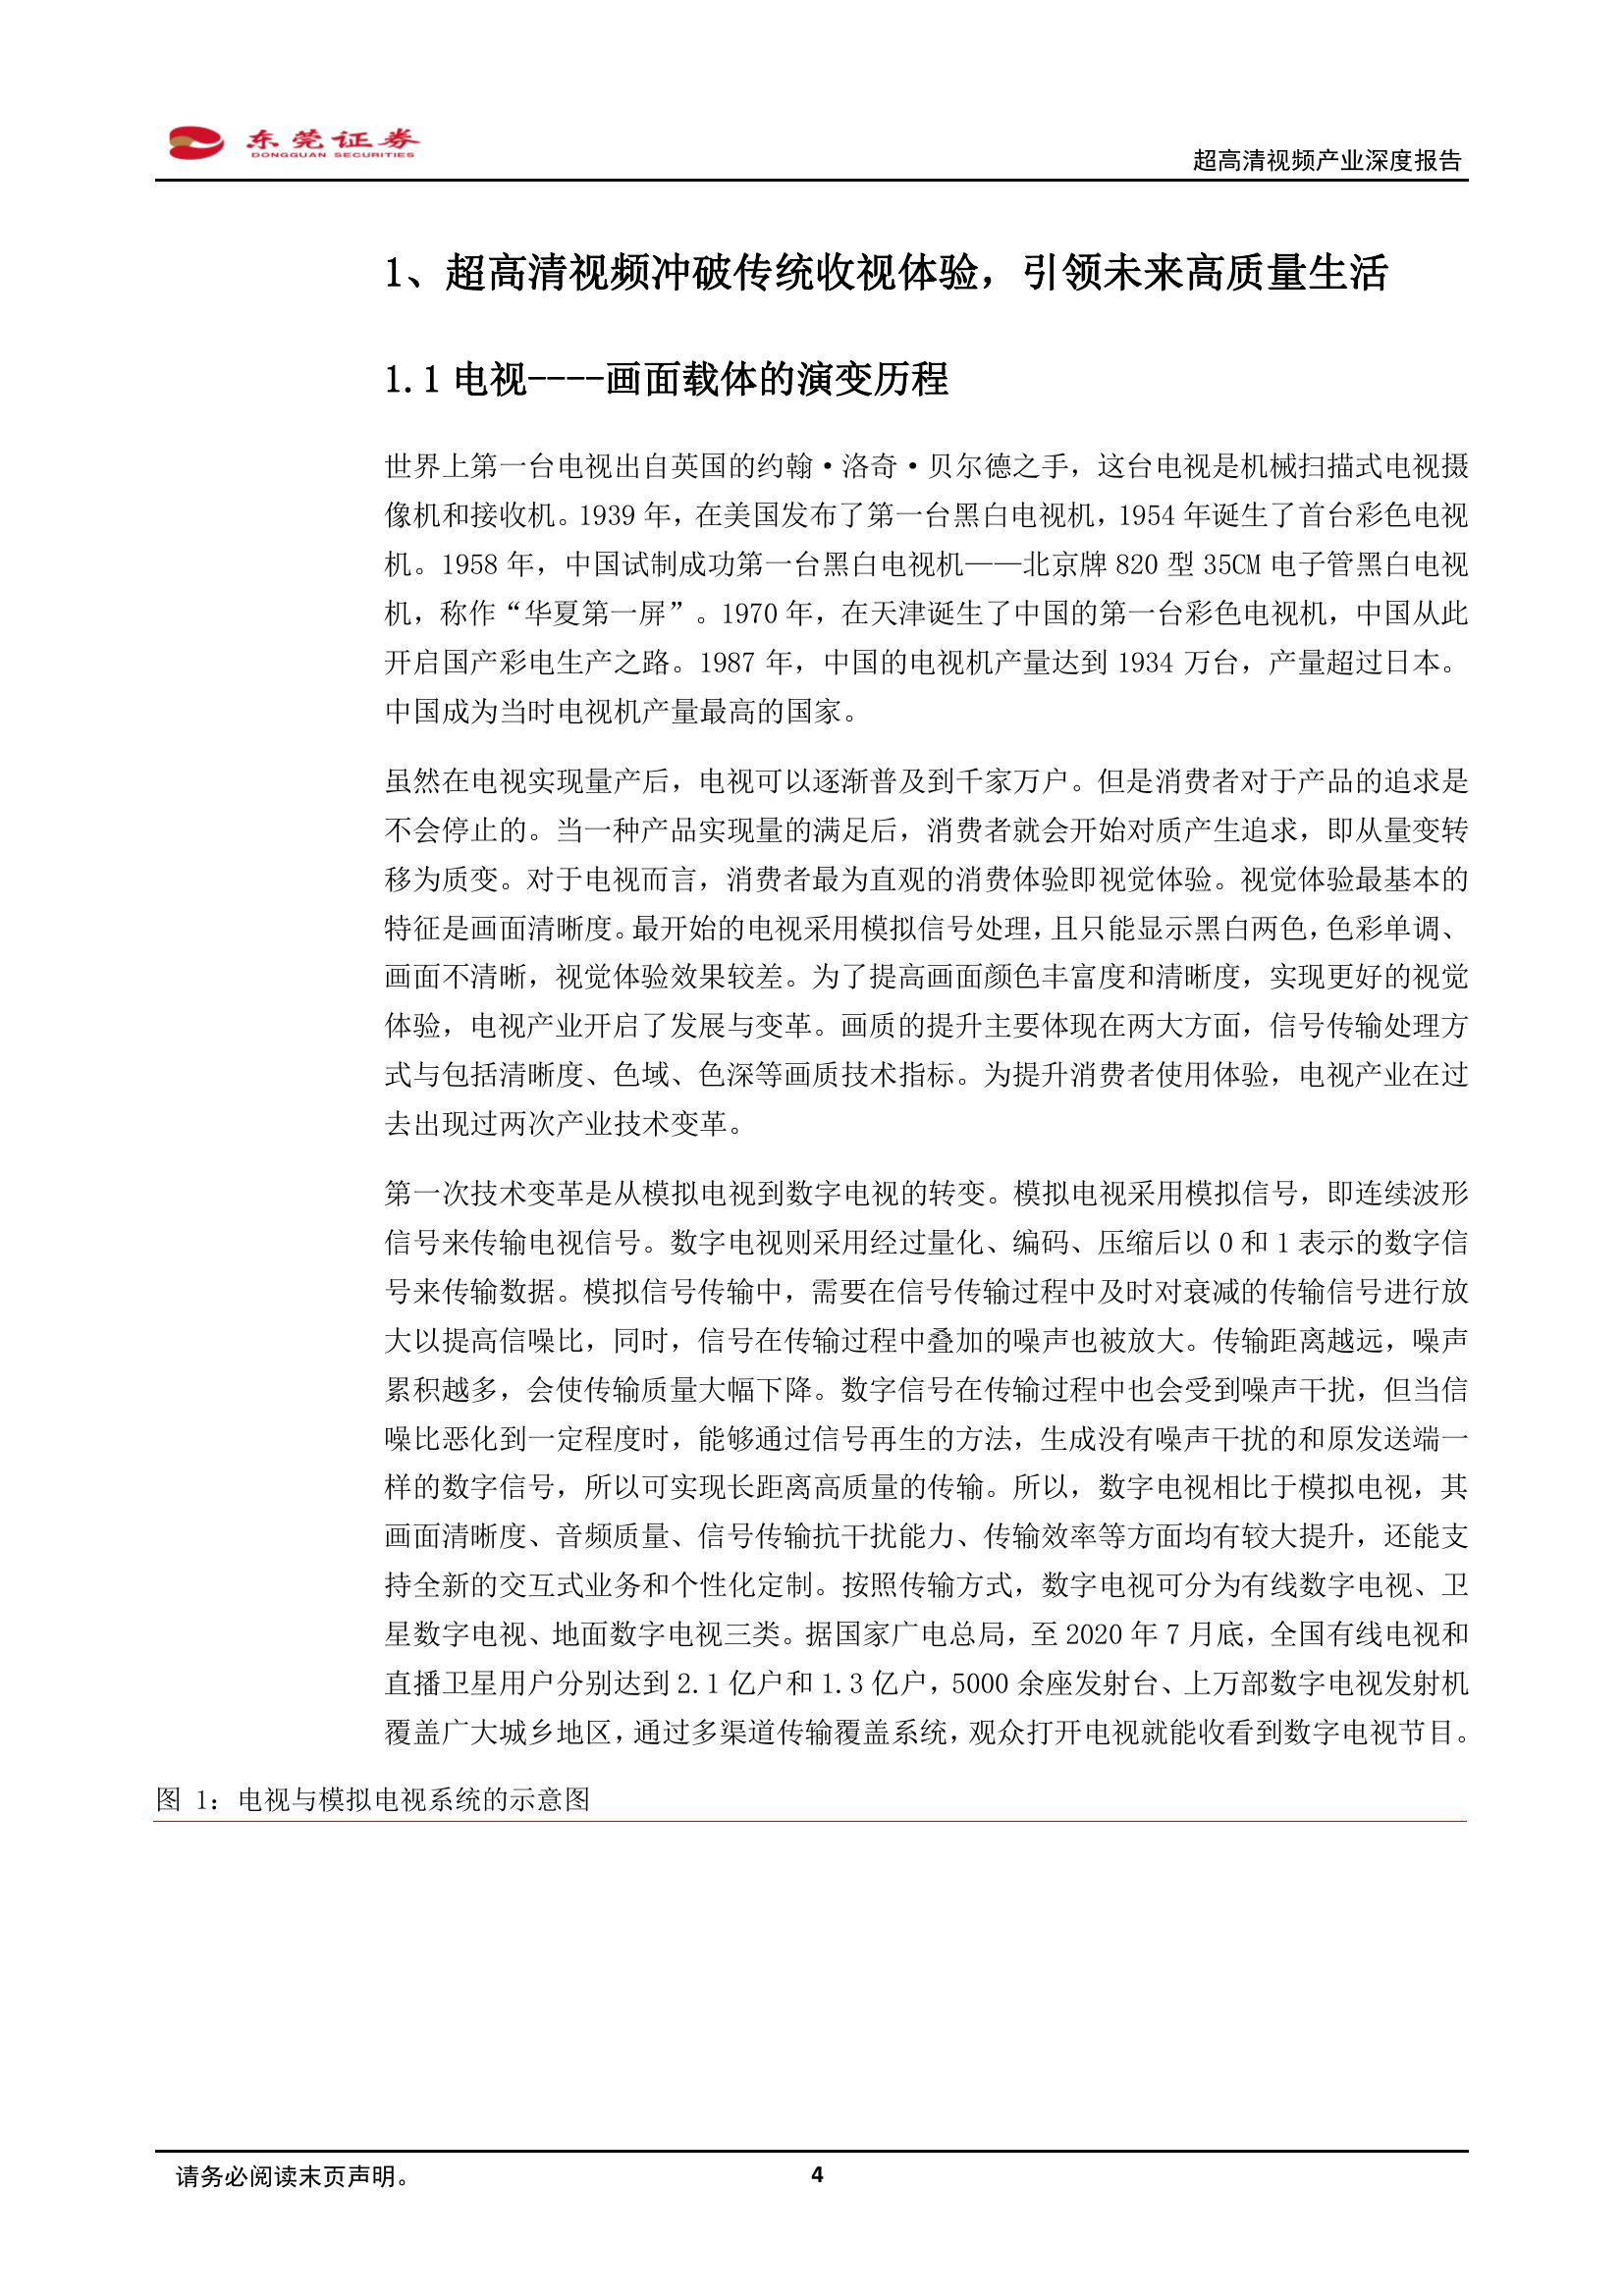 东莞证券
DONGGUAN SECURITIES
超高清视频产业深度报告
1、超高清视频冲破传统收视体验，引领未来高质量生活
1.1 电视----画面载体的演变历程
世界上第一台电视出自英国的约翰·洛奇·贝尔德之手，这台电视是机械扫描式电视摄
像机和接收机。1939 年，在美国发布了第一台黑白电视机，1954 年诞生了首台彩色电视
机。1958 年，中国试制成功第一台黑白电视机——北京牌 820 型 35CM 电子管黑白电视
机，称作“华夏第一屏”。1970 年，在天津诞生了中国的第一台彩色电视机，中国从此
开启国产彩电生产之路。1987 年，中国的电视机产量达到 1934 万台，产量超过日本。
中国成为当时电视机产量最高的国家。
虽然在电视实现量产后，电视可以逐渐普及到千家万户。但是消费者对于产品的追求是
不会停止的。当一种产品实现量的满足后，消费者就会开始对质产生追求，即从量变转
移为质变。对于电视而言，消费者最为直观的消费体验即视觉体验。视觉体验最基本的
特征是画面清晰度。最开始的电视采用模拟信号处理，且只能显示黑白两色，色彩单调、
画面不清晰，视觉体验效果较差。为了提高画面颜色丰富度和清晰度，实现更好的视觉
体验，电视产业开启了发展与变革。画质的提升主要体现在两大方面，信号传输处理方
式与包括清晰度、色域、色深等画质技术指标。为提升消费者使用体验，电视产业在过
去出现过两次产业技术变革。
第一次技术变革是从模拟电视到数字电视的转变。模拟电视采用模拟信号，即连续波形
信号来传输电视信号。数字电视则采用经过量化、编码、压缩后以 0 和 1 表示的数字信
号来传输数据。模拟信号传输中，需要在信号传输过程中及时对衰减的传输信号进行放
大以提高信噪比，同时，信号在传输过程中叠加的噪声也被放大。传输距离越远，噪声
累积越多，会使传输质量大幅下降。数字信号在传输过程中也会受到噪声干扰，但当信
噪比恶化到一定程度时，能够通过信号再生的方法，生成没有噪声干扰的和原发送端一
样的数字信号，所以可实现长距离高质量的传输。所以，数字电视相比于模拟电视，其
画面清晰度、音频质量、信号传输抗干扰能力、传输效率等方面均有较大提升，还能支
持全新的交互式业务和个性化定制。按照传输方式，数字电视可分为有线数字电视、卫
星数字电视、地面数字电视三类。据国家广电总局，至 2020 年 7 月底，全国有线电视和
直播卫星用户分别达到 2.1 亿户和 1.3 亿户，5000 余座发射台、上万部数字电视发射机
覆盖广大城乡地区，通过多渠道传输覆盖系统，观众打开电视就能收看到数字电视节目。
图 1：电视与模拟电视系统的示意图
请务必阅读末页声明。
4